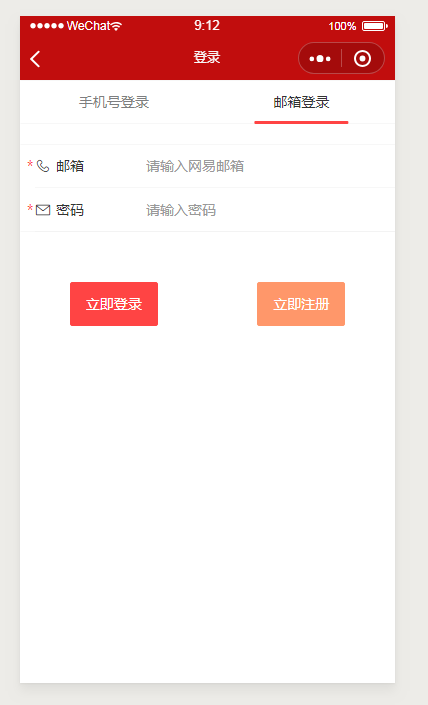 ●●●●● WeChat 9:12 100%
登录
手机号登录 邮箱登录
* 邮箱 请输入网易邮箱
* 密码 请输入密码
立即登录 立即注册